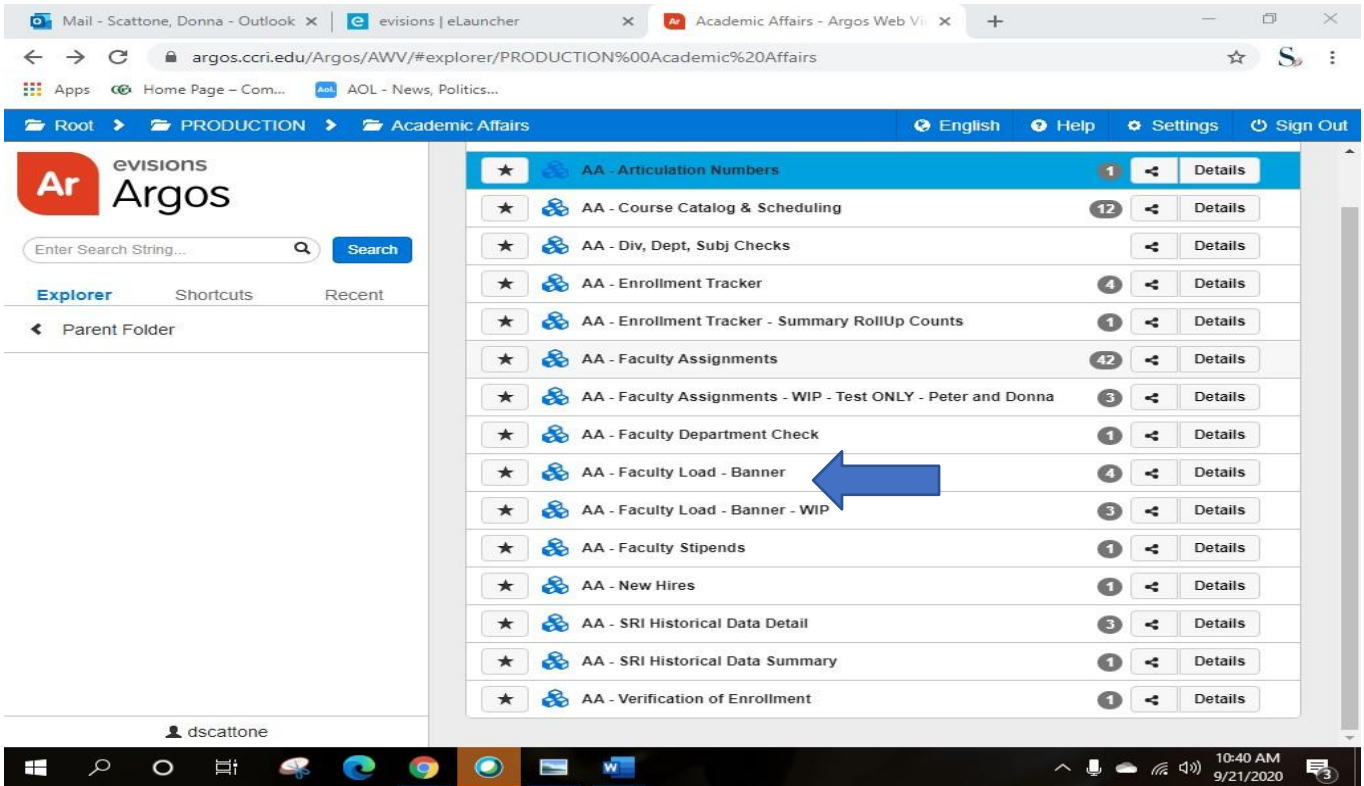 Mail - Scattone, Donna - Outlook
evisions | eLauncher
Academic Affairs - Argos Web Vi
argos.ccri.edu/Argos/AWV/#explorer/PRODUCTION%00Academic%20Affairs
Apps Home Page – Com... Aol. AOL - News, Politics...
Root PRODUCTION Academic Affairs English Help Settings Sign Out
Ar evisions
Argos
Enter Search String... Search
Explorer Shortcuts Recent
Parent Folder
AA - Articulation Numbers 1 Details
AA - Course Catalog & Scheduling 12 Details
AA - Div, Dept, Subj Checks Details
AA - Enrollment Tracker 4 Details
AA - Enrollment Tracker - Summary RollUp Counts 1 Details
AA - Faculty Assignments 42 Details
AA - Faculty Assignments - WIP - Test ONLY - Peter and Donna 3 Details
AA - Faculty Department Check 1 Details
AA - Faculty Load - Banner 4 Details
AA - Faculty Load - Banner - WIP 3 Details
AA - Faculty Stipends 1 Details
AA - New Hires 1 Details
AA - SRI Historical Data Detail 3 Details
AA - SRI Historical Data Summary 1 Details
AA - Verification of Enrollment 1 Details
dscattone
10:40 AM
9/21/2020
3